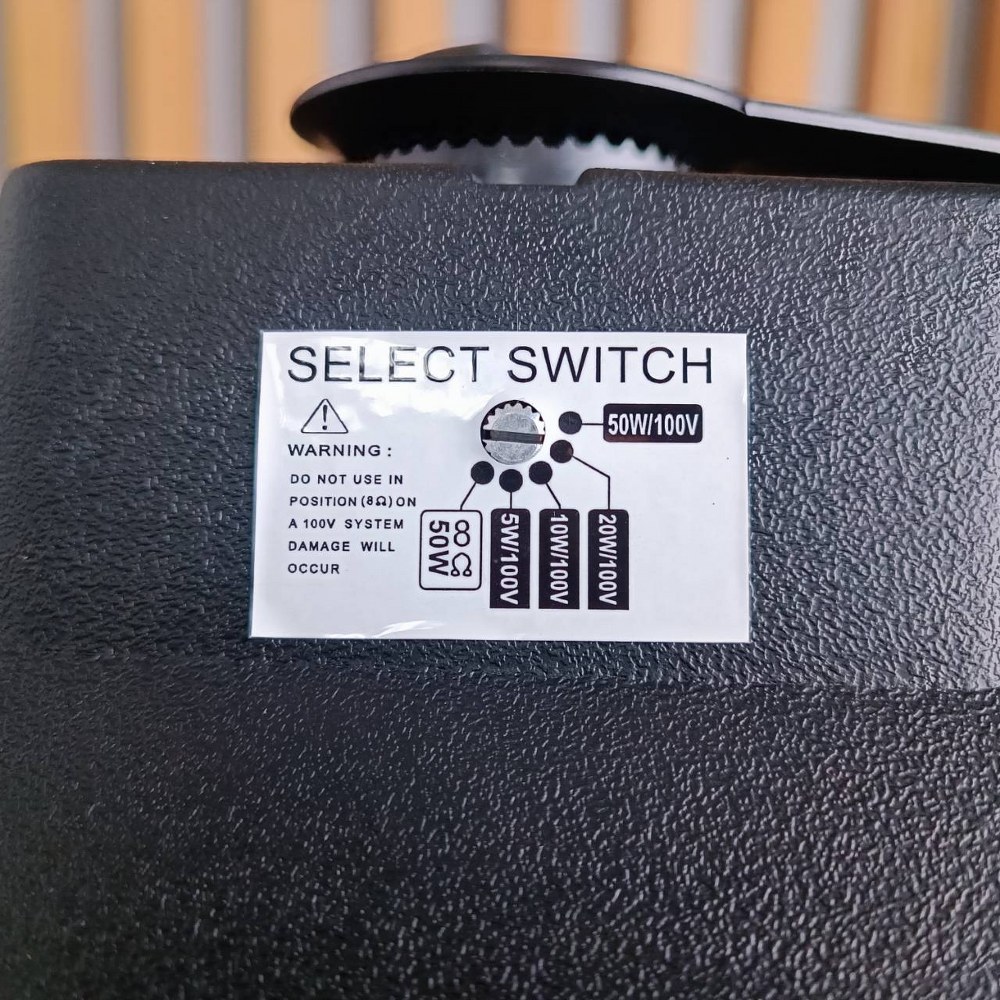 SELECT SWITCH
WARNING :
DO NOT USE IN
POSITION (8Ω) ON
A 100V SYSTEM
DAMAGE WILL
OCCUR
50W/100V
8Ω
50W
5W/100V
10W/100V
20W/100V